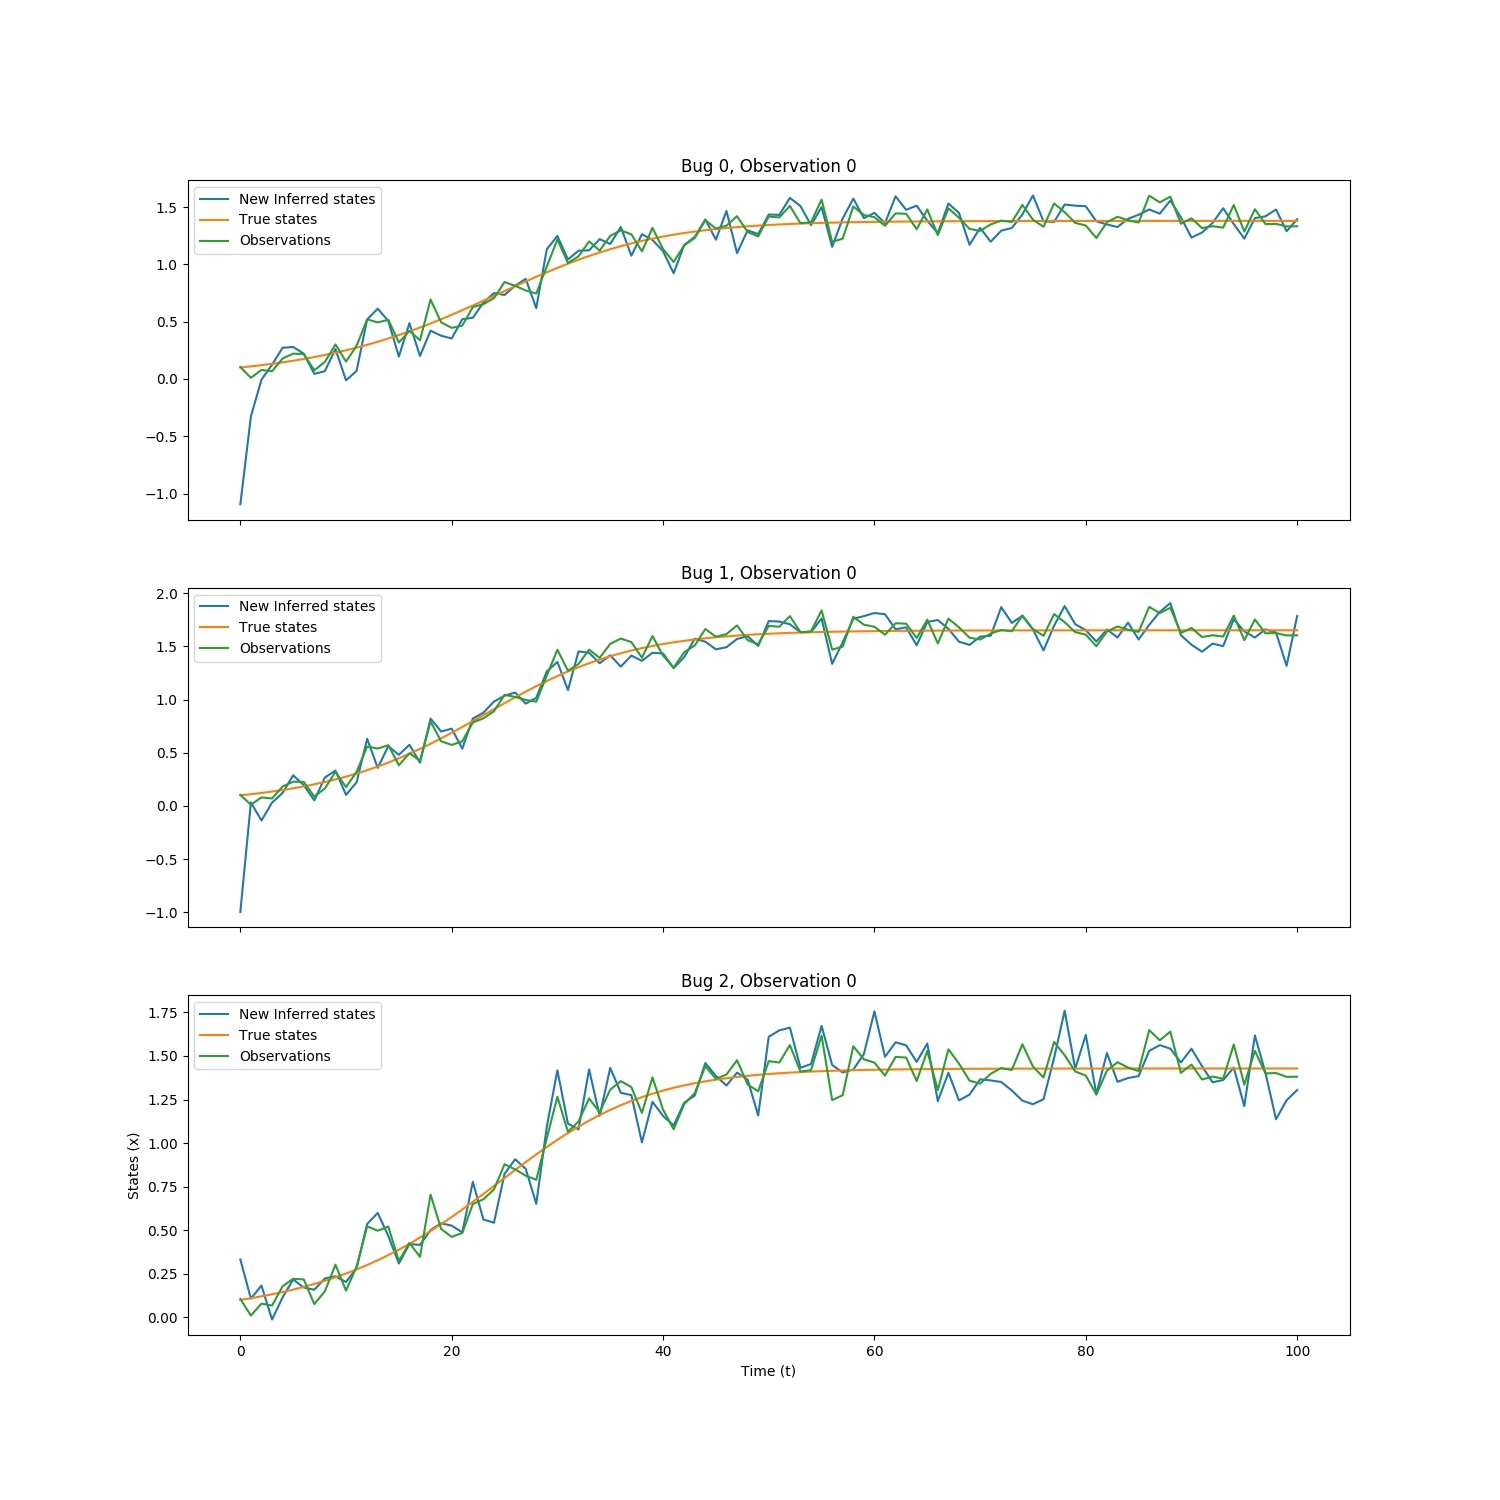 Bug 0, Observation 0
New Inferred states
True states
Observations
1.5
1.0
0.5
0.0
−0.5
−1.0
Bug 1, Observation 0
New Inferred states
True states
Observations
2.0
1.5
1.0
0.5
0.0
−0.5
−1.0
Bug 2, Observation 0
New Inferred states
True states
Observations
1.75
1.50
1.25
1.00
0.75
0.50
0.25
0.00
States (x)
0 20 40 60 80 100
Time (t)